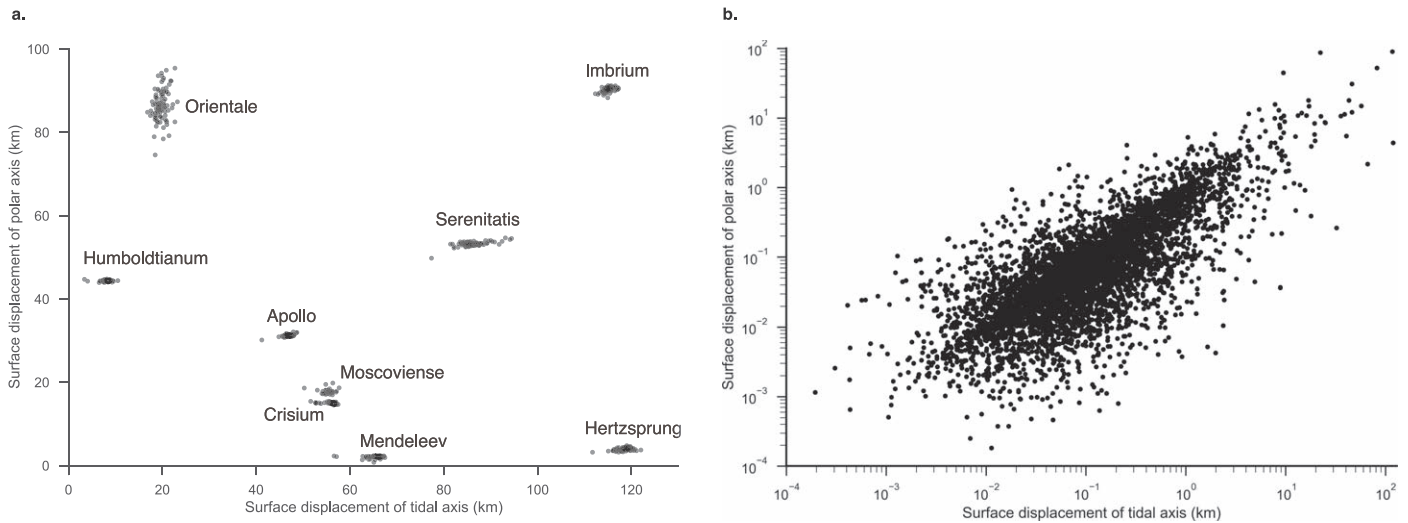 a.
Surface displacement of polar axis (km)
100
80
60
40
20
0
Orientale
Imbrium
Serenitatis
Humboldtianum
Apollo
Moscoviense
Crisium
Mendeleev
Hertzsprung
0 20 40 60 80 100 120
Surface displacement of tidal axis (km)
b.
Surface displacement of polar axis (km)
10²
10¹
10⁰
10⁻¹
10⁻²
10⁻³
10⁻⁴
10⁻⁴ 10⁻³ 10⁻² 10⁻¹ 10⁰ 10¹ 10²
Surface displacement of tidal axis (km)